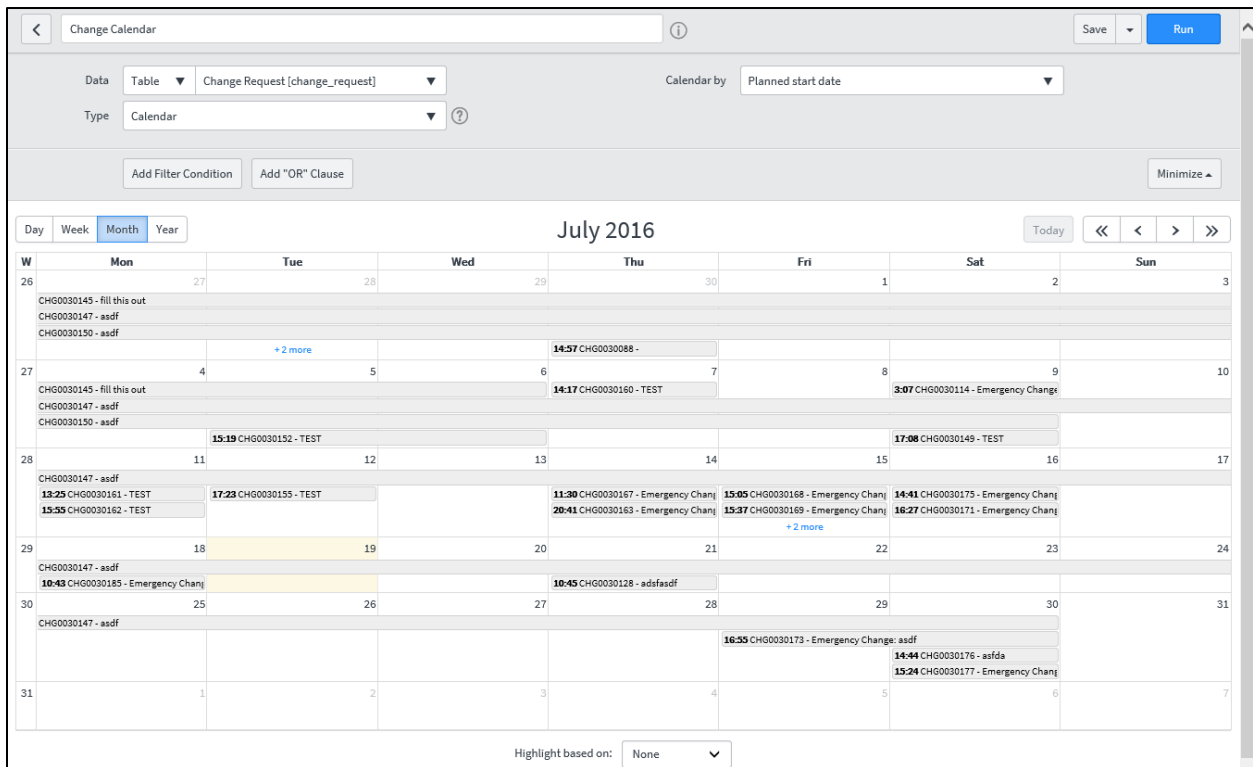 Change Calendar
Save
Run
Data Table Change Request [change_request] Calendar by Planned start date
Type Calendar
Add Filter Condition Add "OR" Clause Minimize
Day Week Month Year July 2016 Today
W Mon Tue Wed Thu Fri Sat Sun
26 27 28 29 30 1 2 3
CHG0030145 - fill this out
CHG0030147 - asdf
CHG0030150 - asdf
+ 2 more 14:57 CHG0030088 -
27 4 5 6 7 8 9 10
CHG0030145 - fill this out 14:17 CHG0030160 - TEST 3:07 CHG0030114 - Emergency Change
CHG0030147 - asdf
CHG0030150 - asdf
15:19 CHG0030152 - TEST 17:08 CHG0030149 - TEST
28 11 12 13 14 15 16 17
CHG0030147 - asdf
13:25 CHG0030161 - TEST 17:23 CHG0030155 - TEST 11:30 CHG0030167 - Emergency Chang 15:05 CHG0030168 - Emergency Chang 14:41 CHG0030175 - Emergency Chang
15:55 CHG0030162 - TEST 20:41 CHG0030163 - Emergency Chang 15:37 CHG0030169 - Emergency Chang 16:27 CHG0030171 - Emergency Chang
+ 2 more
29 18 19 20 21 22 23 24
CHG0030147 - asdf
10:43 CHG0030185 - Emergency Chang 10:45 CHG0030128 - adsfasdf
30 25 26 27 28 29 30 31
CHG0030147 - asdf
16:55 CHG0030173 - Emergency Change: asdf
14:44 CHG0030176 - asfda
15:24 CHG0030177 - Emergency Chang
31 1 2 3 4 5 6 7
Highlight based on: None